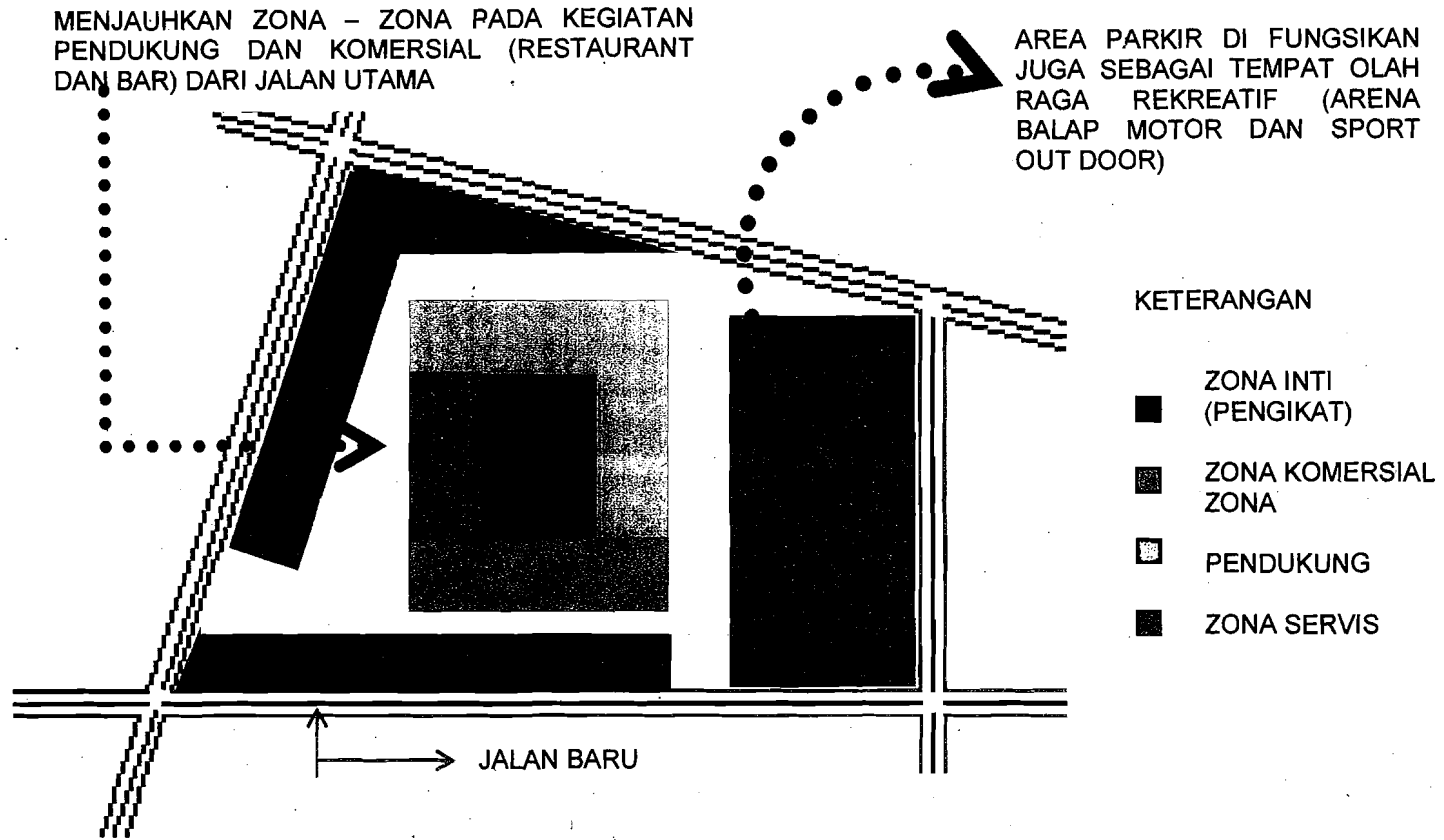 MENJAUHKAN ZONA – ZONA PADA KEGIATAN
PENDUKUNG DAN KOMERSIAL (RESTAURANT
DAN BAR) DARI JALAN UTAMA
AREA PARKIR DI FUNGSIKAN
JUGA SEBAGAI TEMPAT OLAH
RAGA REKREATIF (ARENA
BALAP MOTOR DAN SPORT
OUT DOOR)
KETERANGAN
ZONA INTI
(PENGIKAT)
ZONA KOMERSIAL
ZONA
PENDUKUNG
ZONA SERVIS
JALAN BARU